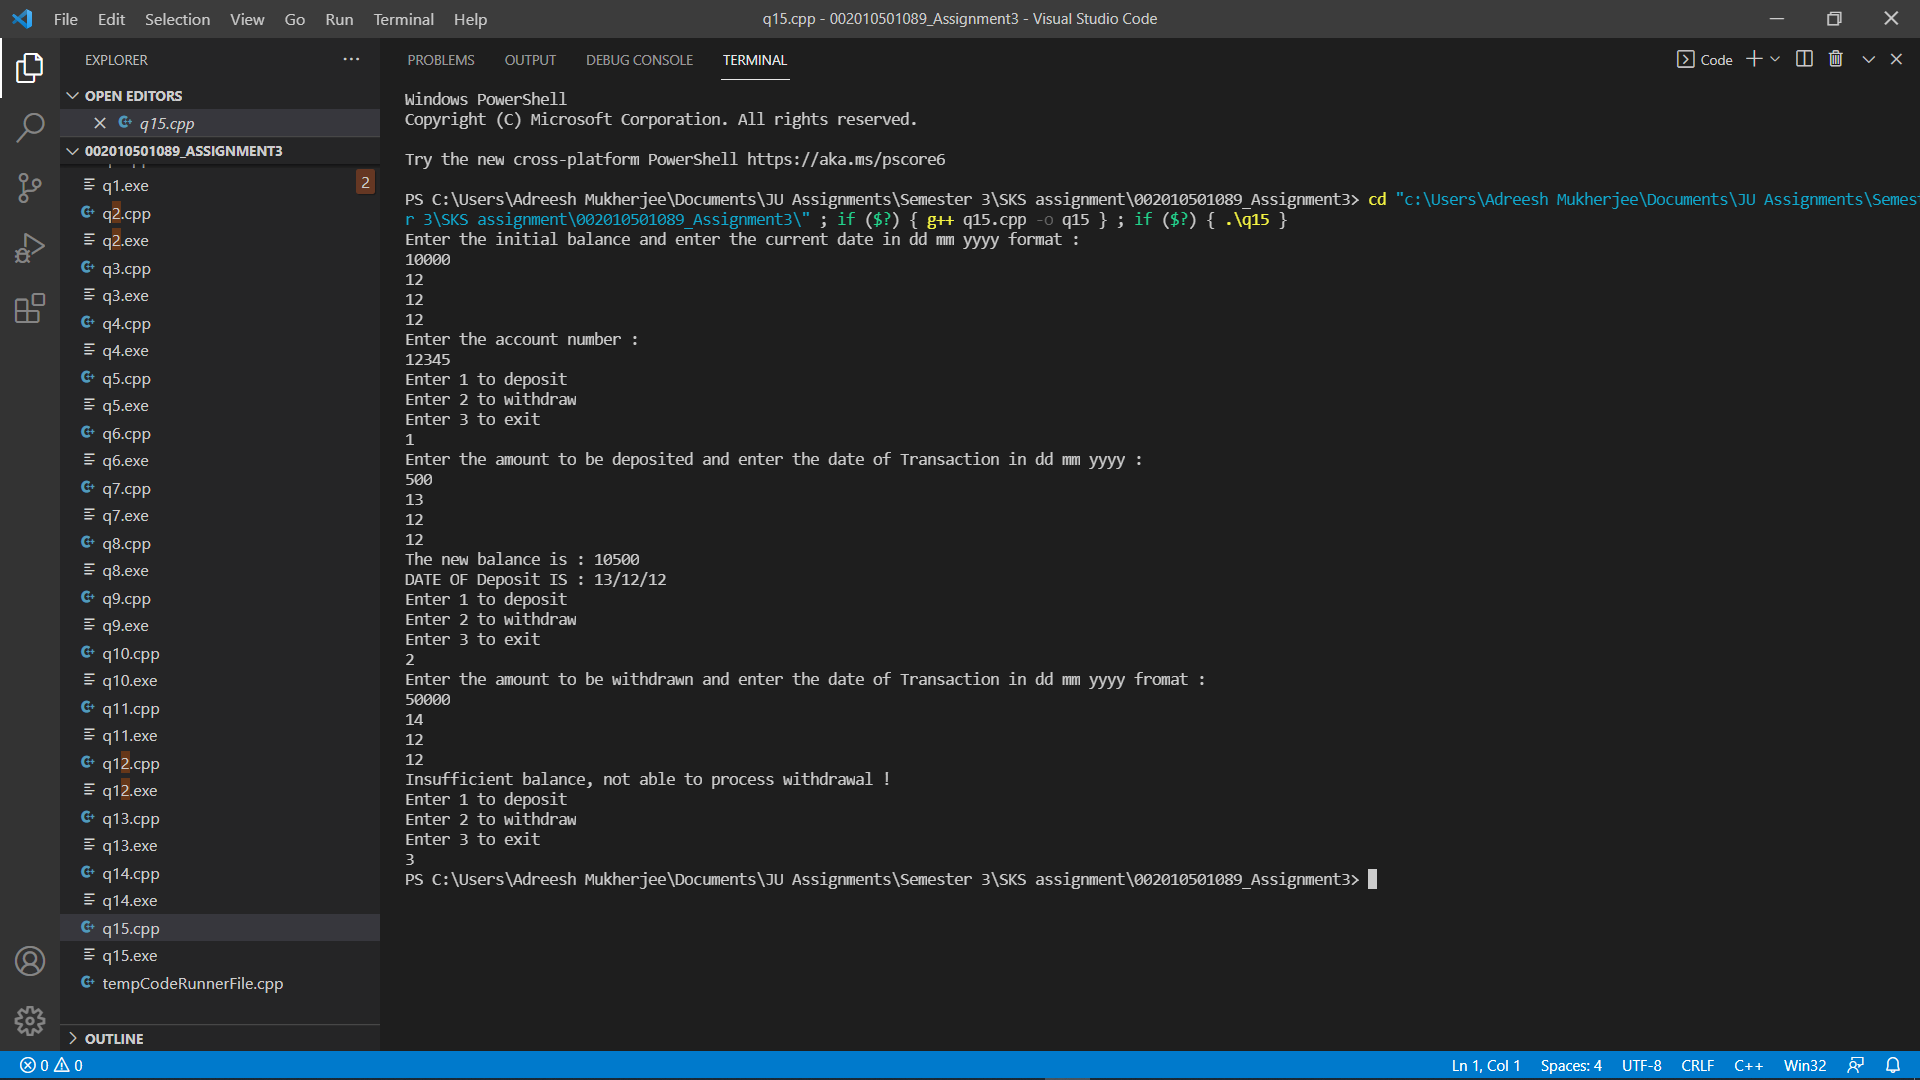 File Edit Selection View Go Run Terminal Help
q15.cpp - 002010501089_Assignment3 - Visual Studio Code
EXPLORER
OPEN EDITORS
q15.cpp
002010501089_ASSIGNMENT3
q1.exe
2
q2.cpp
q2.exe
q3.cpp
q3.exe
q4.cpp
q4.exe
q5.cpp
q5.exe
q6.cpp
q6.exe
q7.cpp
q7.exe
q8.cpp
q8.exe
q9.cpp
q9.exe
q10.cpp
q10.exe
q11.cpp
q11.exe
q12.cpp
q12.exe
q13.cpp
q13.exe
q14.cpp
q14.exe
q15.cpp
q15.exe
tempCodeRunnerFile.cpp
OUTLINE
PROBLEMS OUTPUT DEBUG CONSOLE TERMINAL
Code
Windows PowerShell
Copyright (C) Microsoft Corporation. All rights reserved.
Try the new cross-platform PowerShell https://aka.ms/pscore6
PS C:\Users\Adreesh Mukherjee\Documents\JU Assignments\Semester 3\SKS assignment\002010501089_Assignment3> cd "c:\Users\Adreesh Mukherjee\Documents\JU Assignments\Semes
r 3\SKS assignment\002010501089_Assignment3\" ; if ($?) { g++ q15.cpp -o q15 } ; if ($?) { .\q15 }
Enter the initial balance and enter the current date in dd mm yyyy format :
10000
12
12
12
Enter the account number :
12345
Enter 1 to deposit
Enter 2 to withdraw
Enter 3 to exit
1
Enter the amount to be deposited and enter the date of Transaction in dd mm yyyy :
500
13
12
12
The new balance is : 10500
DATE OF Deposit IS : 13/12/12
Enter 1 to deposit
Enter 2 to withdraw
Enter 3 to exit
2
Enter the amount to be withdrawn and enter the date of Transaction in dd mm yyyy fromat :
50000
14
12
12
Insufficient balance, not able to process withdrawal !
Enter 1 to deposit
Enter 2 to withdraw
Enter 3 to exit
3
PS C:\Users\Adreesh Mukherjee\Documents\JU Assignments\Semester 3\SKS assignment\002010501089_Assignment3>
0 0
Ln 1, Col 1 Spaces: 4 UTF-8 CRLF C++ Win32